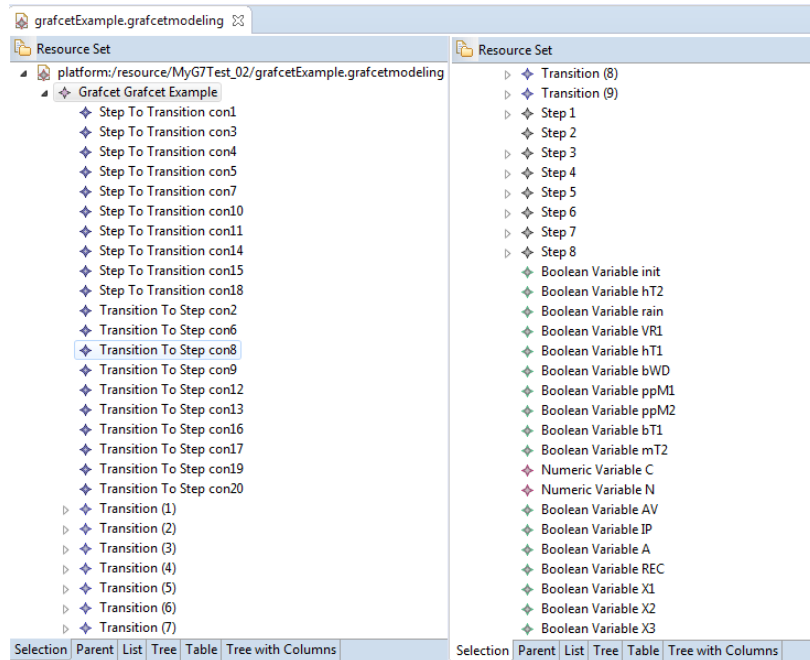 grafcetExample.grafcetmodeling
Resource Set
platform:/resource/MyG7Test_02/grafcetExample.grafcetmodeling
Grafcet Grafcet Example
Step To Transition con1
Step To Transition con3
Step To Transition con4
Step To Transition con5
Step To Transition con7
Step To Transition con10
Step To Transition con11
Step To Transition con14
Step To Transition con15
Step To Transition con18
Transition To Step con2
Transition To Step con6
Transition To Step con8
Transition To Step con9
Transition To Step con12
Transition To Step con13
Transition To Step con16
Transition To Step con17
Transition To Step con19
Transition To Step con20
Transition (1)
Transition (2)
Transition (3)
Transition (4)
Transition (5)
Transition (6)
Transition (7)
Selection Parent List Tree Table Tree with Columns
Resource Set
Transition (8)
Transition (9)
Step 1
Step 2
Step 3
Step 4
Step 5
Step 6
Step 7
Step 8
Boolean Variable init
Boolean Variable hT2
Boolean Variable rain
Boolean Variable VR1
Boolean Variable hT1
Boolean Variable bWD
Boolean Variable ppM1
Boolean Variable ppM2
Boolean Variable bT1
Boolean Variable mT2
Numeric Variable C
Numeric Variable N
Boolean Variable AV
Boolean Variable IP
Boolean Variable A
Boolean Variable REC
Boolean Variable X1
Boolean Variable X2
Boolean Variable X3
Selection Parent List Tree Table Tree with Columns